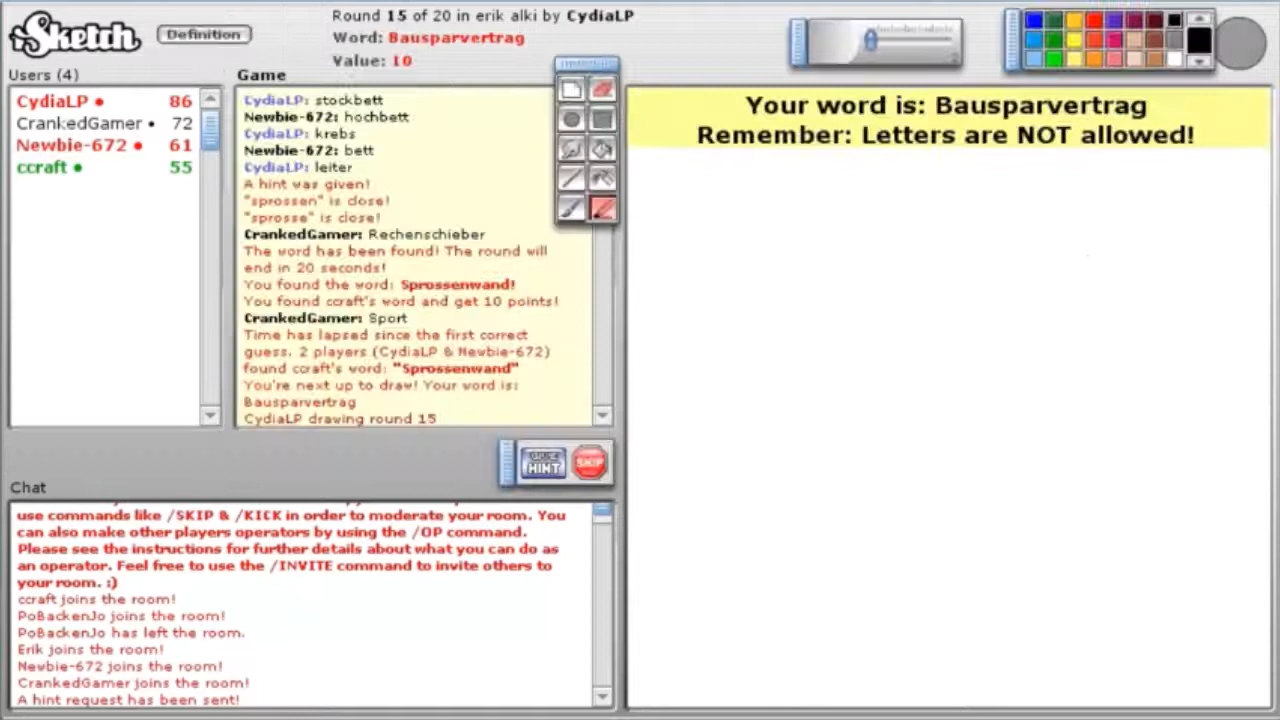 iSketch
Definition
Round 15 of 20 in erik alki by CydiaLP
Word: Bausparvertrag
Value: 10
Users (4)
CydiaLP • 86
CrankedGamer • 72
Newbie-672 • 61
ccraft • 55
Game
CydiaLP: stockbett
Newbie-672: hochbett
CydiaLP: krebs
Newbie-672: bett
CydiaLP: leiter
A hint was given!
"sprossen" is close!
"sprosse" is close!
CrankedGamer: Rechenschieber
The word has been found! The round will
end in 20 seconds!
You found the word: Sprossenwand!
You found ccraft's word and get 10 points!
CrankedGamer: Sport
Time has lapsed since the first correct
guess. 2 players (CydiaLP & Newbie-672)
found ccraft's word: "Sprossenwand"
You're next up to draw! Your word is:
Bausparvertrag
CydiaLP drawing round 15
Your word is: Bausparvertrag
Remember: Letters are NOT allowed!
HINT
SKIP
Chat
use commands like /SKIP & /KICK in order to moderate your room. You
can also make other players operators by using the /OP command.
Please see the instructions for further details about what you can do as
an operator. Feel free to use the /INVITE command to invite others to
your room. :)
ccraft joins the room!
PoBackenJo joins the room!
PoBackenJo has left the room.
Erik joins the room!
Newbie-672 joins the room!
CrankedGamer joins the room!
A hint request has been sent!